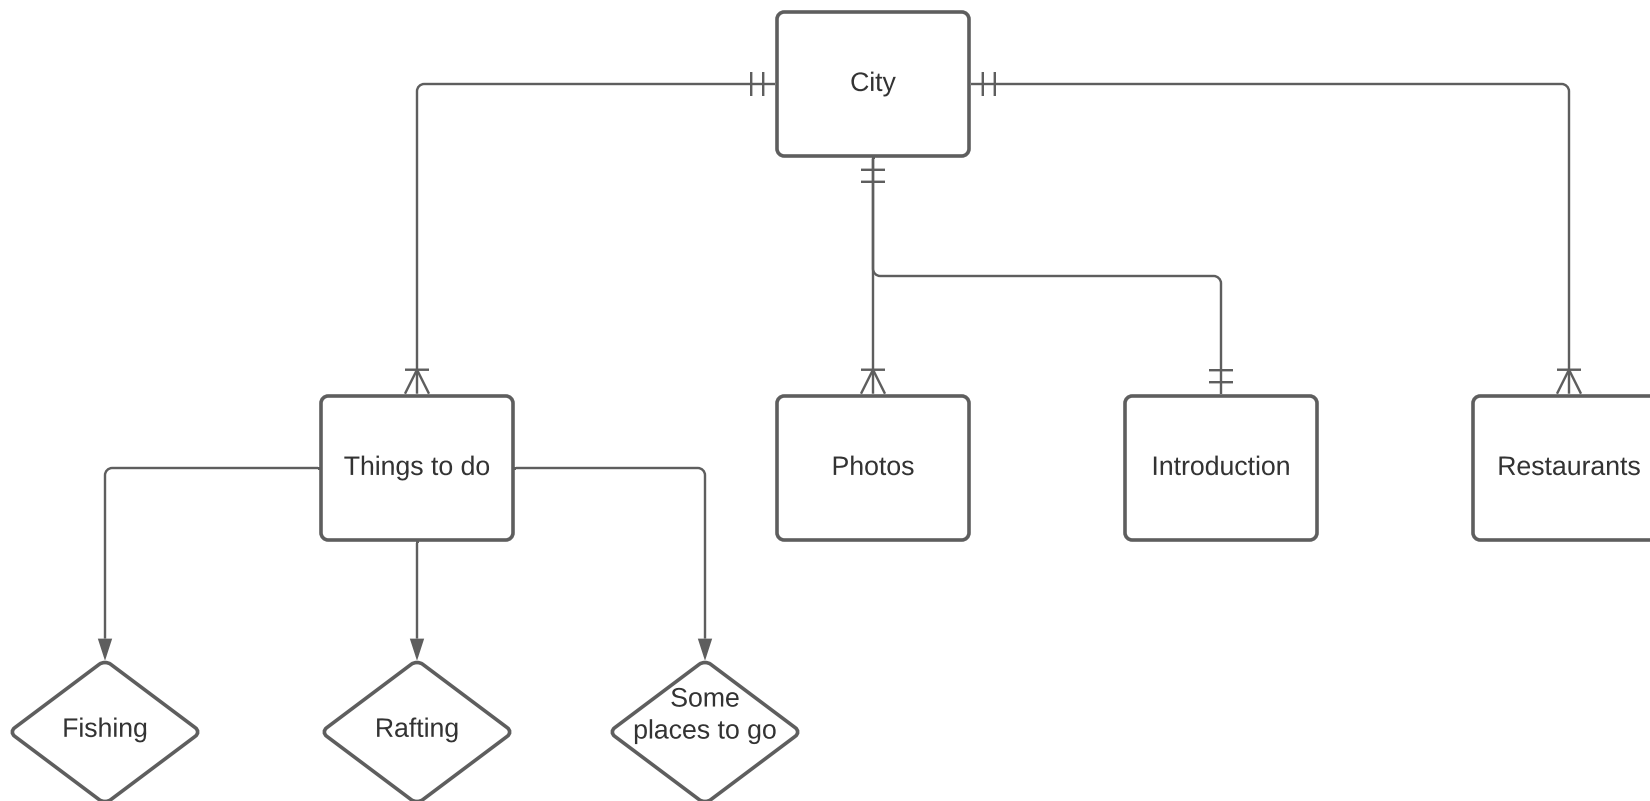 City
Things to do
Photos
Introduction
Restaurants
Fishing
Rafting
Some
places to go